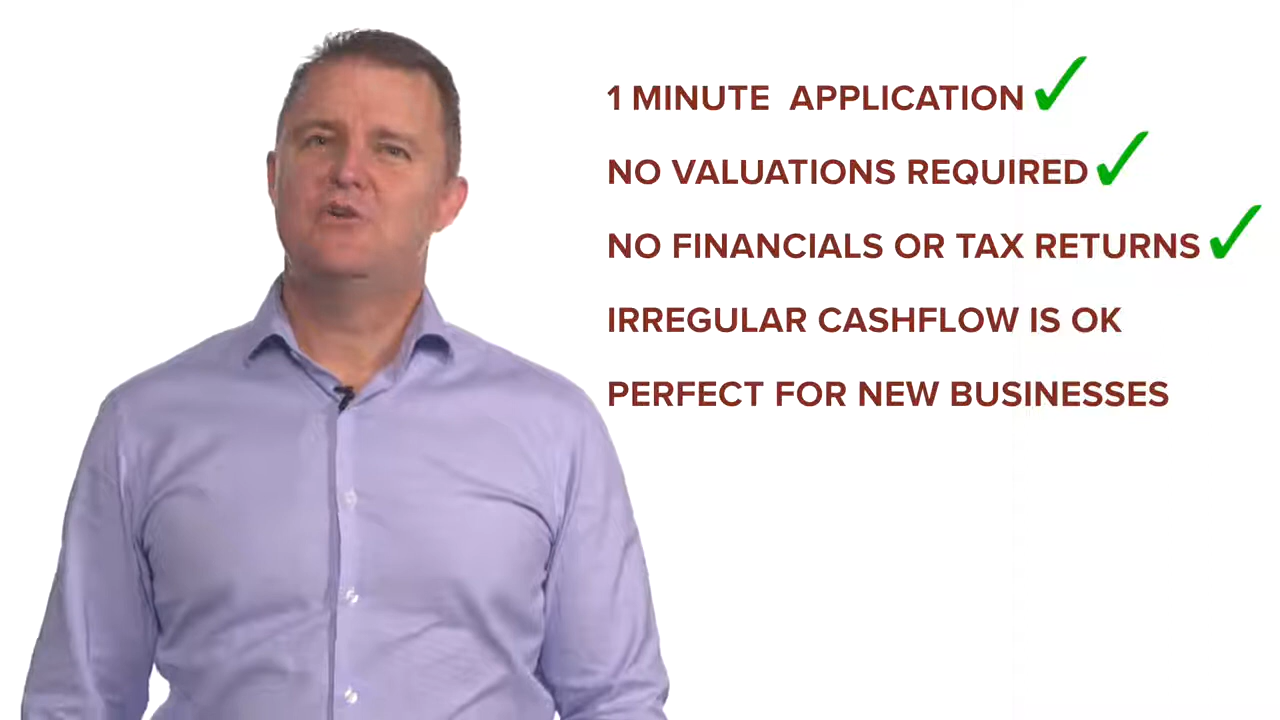 1 MINUTE APPLICATION
NO VALUATIONS REQUIRED
NO FINANCIALS OR TAX RETURNS
IRREGULAR CASHFLOW IS OK
PERFECT FOR NEW BUSINESSES